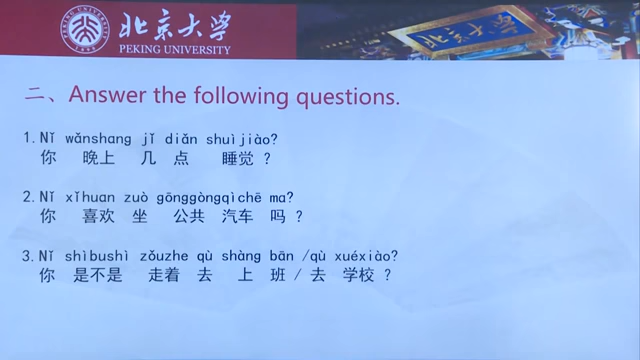 北京大学
PEKING UNIVERSITY
二、Answer the following questions.
1. Nǐ wǎnshang jǐ diǎn shuìjiào?
你 晚上 几 点 睡觉？
2. Nǐ xǐhuan zuò gōnggòngqìchē ma?
你 喜欢 坐 公共 汽车 吗？
3. Nǐ shìbushì zǒuzhe qù shàng bān /qù xuéxiào?
你 是不是 走着 去 上 班 / 去 学校？